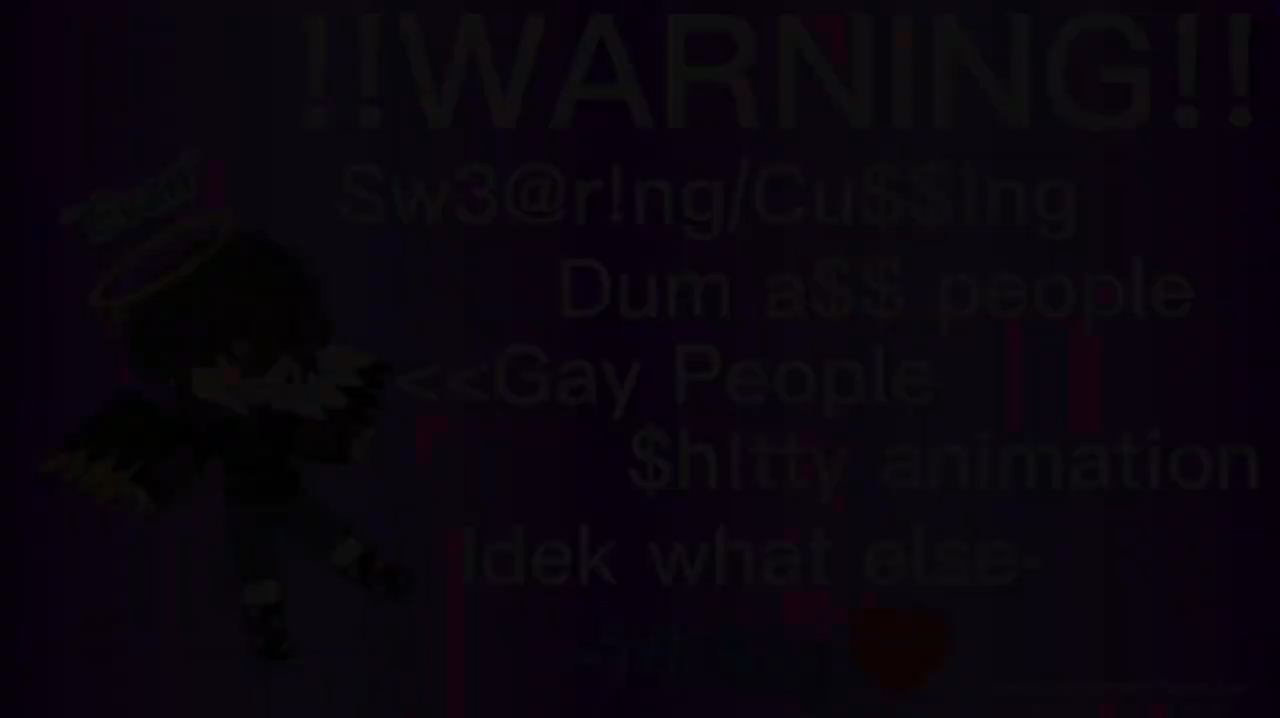 !!WARNING!!
Sw3@r!ng/Cu$$!ng
Dum a$$ people
<<Gay People
$h!tty animation
Idek what else-